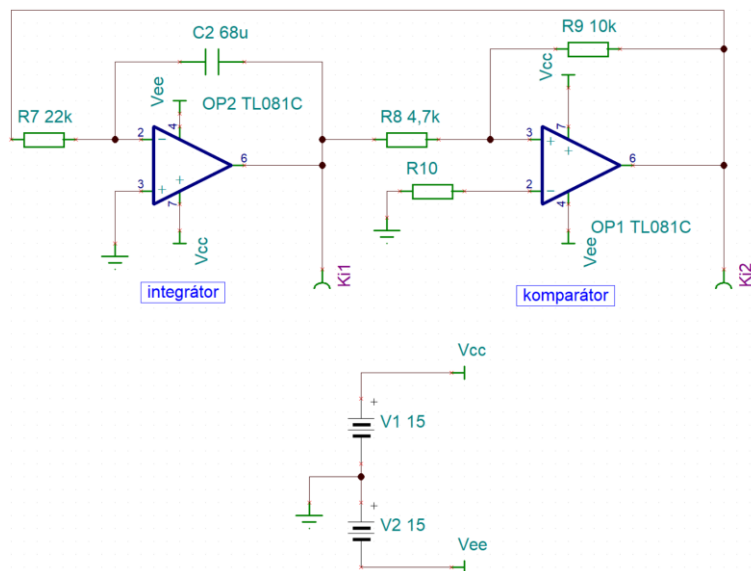 C2 68u
R9 10k
Vcc
Vee
OP2 TL081C
R7 22k
R8 4,7k
2
4
6
3
7
3
7
6
2
4
R10
OP1 TL081C
Vcc
Vee
Ki1
Ki2
integrátor
komparátor
Vcc
+
V1 15
+
V2 15
Vee